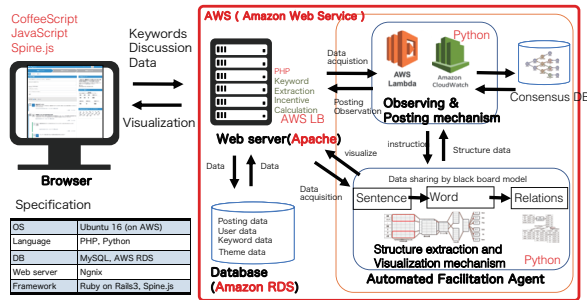 CoffeeScript
JavaScript
Spine.js
Keywords
Discussion
Data
Visualization
Browser
Specification
OS Ubuntu 16 (on AWS)
Language PHP, Python
DB MySQL, AWS RDS
Web server Ngnix
Framework Ruby on Rails3, Spine.js
AWS ( Amazon Web Service )
PHP
Keyword
Extraction
Incentive
Calculation
AWS LB
Web server(Apache)
Data
acquistion
Posting
Observation
Python
AWS
Lambda
Amazon
CloudWatch
Observing &
Posting mechanism
Consensus DB
visualize
instruction
Structure data
Data
Data
Data
acquisition
Posting data
User data
Keyword data
Theme data
Database
(Amazon RDS)
Data sharing by black board model
Sentence
Word
Relations
Structure extraction and
Visualization mechanism
Python
Automated Facilitation Agent